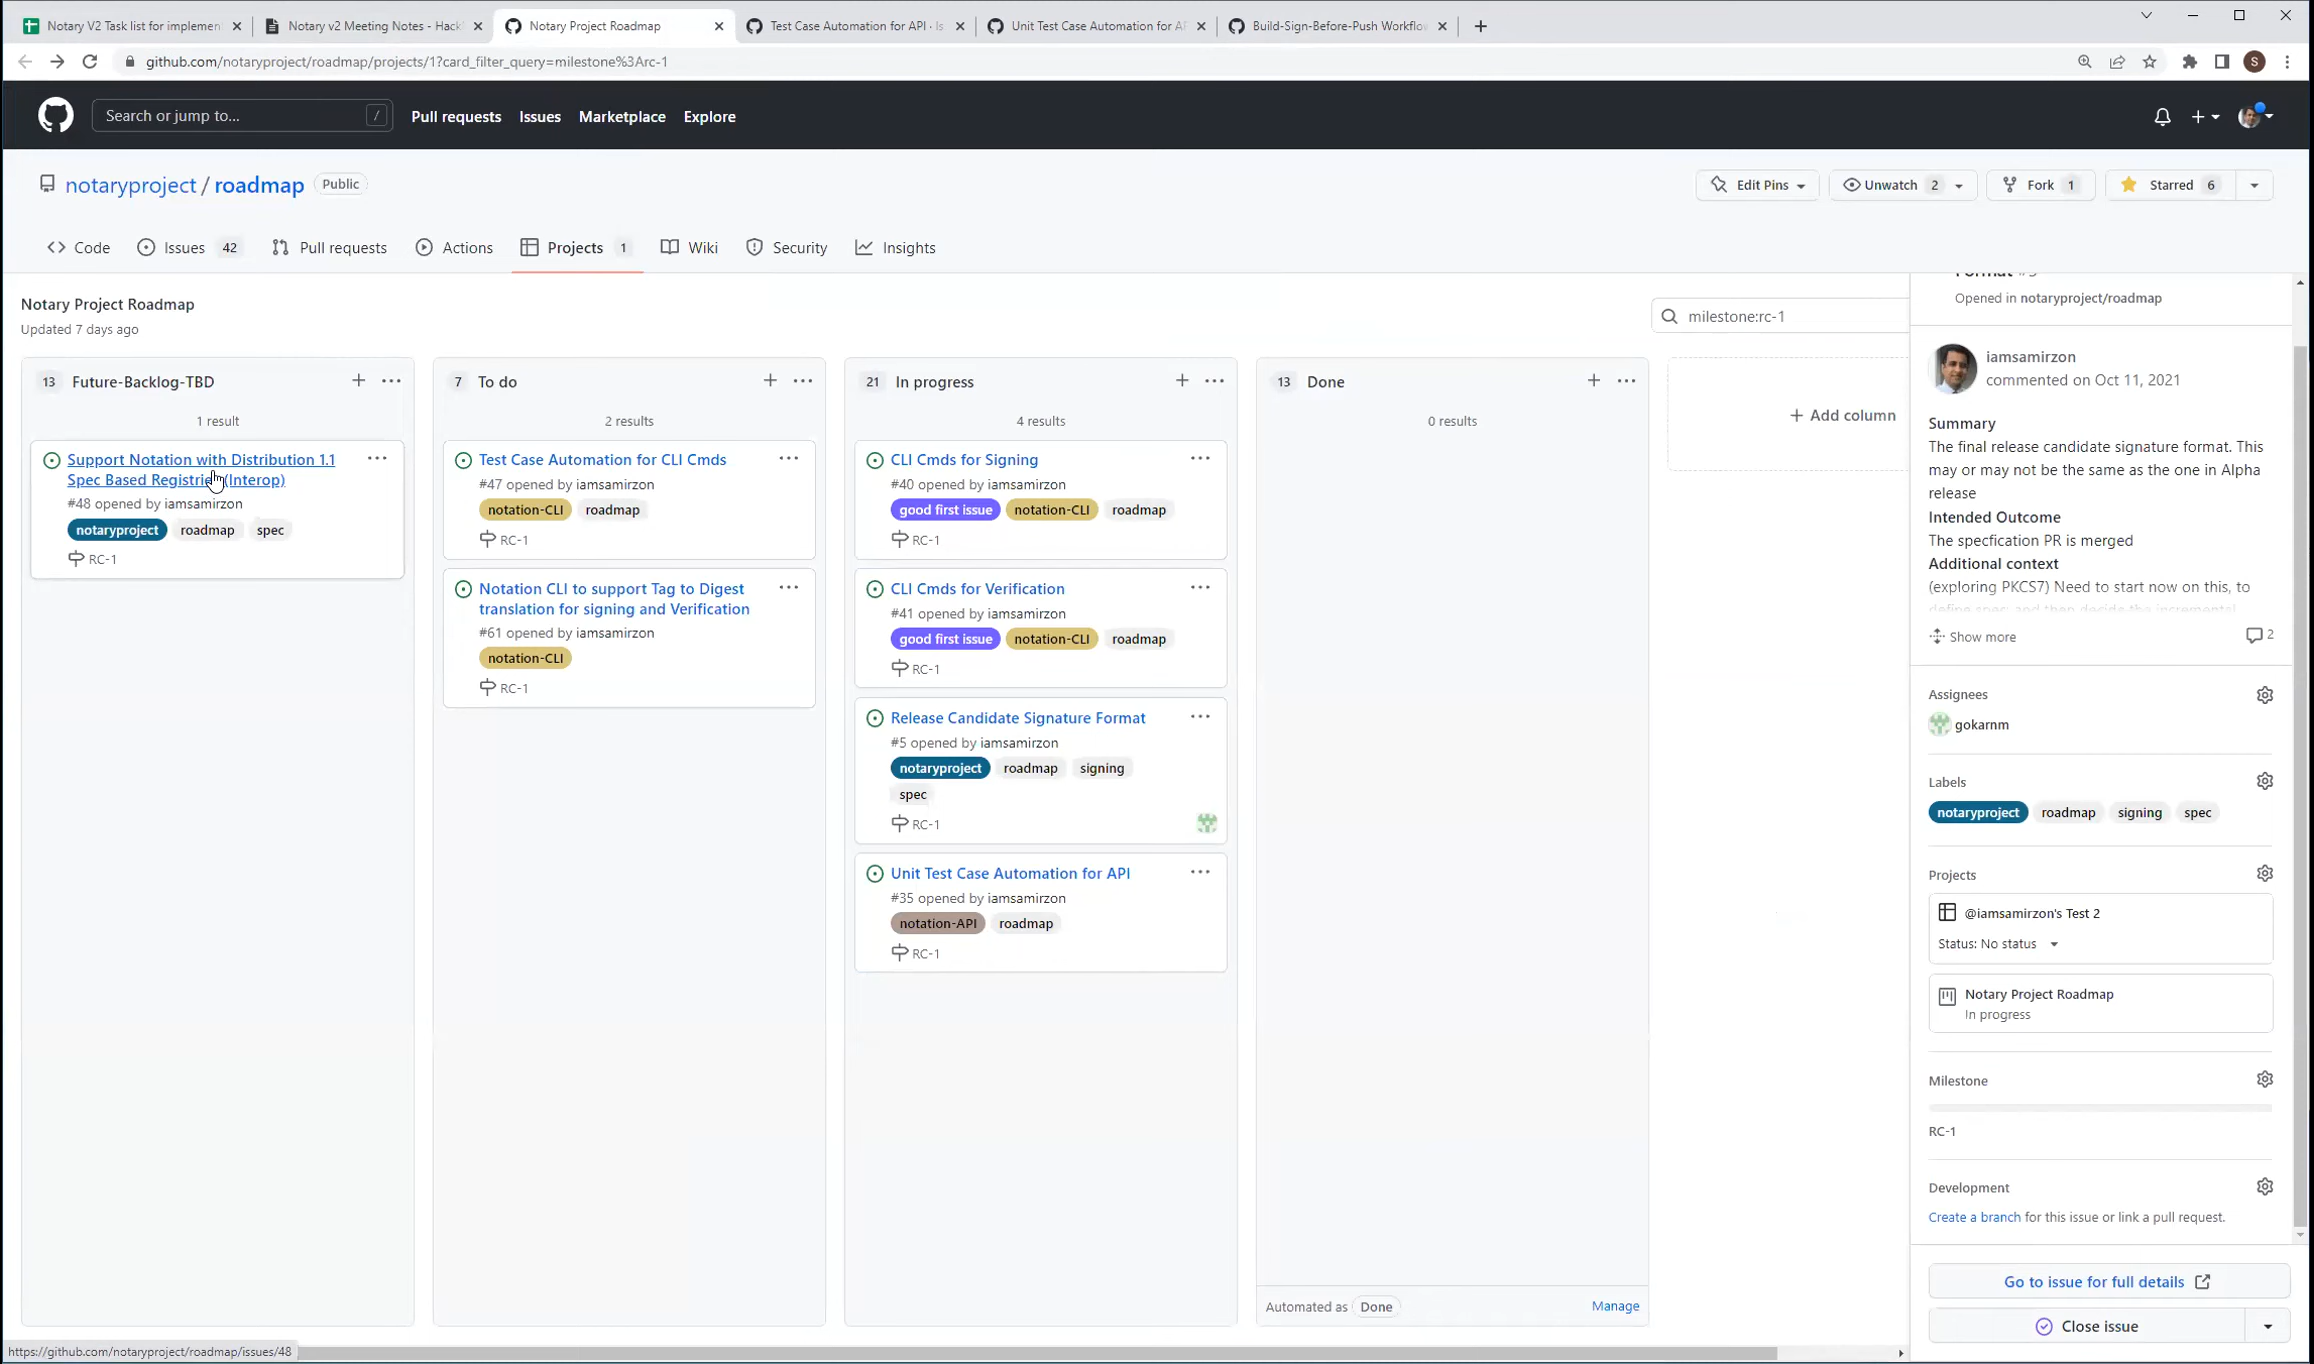 Notary V2 Task list for implemen
Notary v2 Meeting Notes - Hack
Notary Project Roadmap
Test Case Automation for API · Is
Unit Test Case Automation for AP
Build-Sign-Before-Push Workflow
github.com/notaryproject/roadmap/projects/1?card_filter_query=milestone%3Arc-1
S
Search or jump to...
/
Pull requests
Issues
Marketplace
Explore
notaryproject / roadmap
Public
Edit Pins
Unwatch 2
Fork 1
Starred 6
Code
Issues 42
Pull requests
Actions
Projects 1
Wiki
Security
Insights
Notary Project Roadmap
Updated 7 days ago
milestone:rc-1
13 Future-Backlog-TBD
1 result
Support Notation with Distribution 1.1
Spec Based Registries (Interop)
#48 opened by iamsamirzon
notaryproject roadmap spec
RC-1
7 To do
2 results
Test Case Automation for CLI Cmds
#47 opened by iamsamirzon
notation-CLI roadmap
RC-1
Notation CLI to support Tag to Digest
translation for signing and Verification
#61 opened by iamsamirzon
notation-CLI
RC-1
21 In progress
4 results
CLI Cmds for Signing
#40 opened by iamsamirzon
good first issue notation-CLI roadmap
RC-1
CLI Cmds for Verification
#41 opened by iamsamirzon
good first issue notation-CLI roadmap
RC-1
Release Candidate Signature Format
#5 opened by iamsamirzon
notaryproject roadmap signing
spec
RC-1
Unit Test Case Automation for API
#35 opened by iamsamirzon
notation-API roadmap
RC-1
13 Done
0 results
Automated as Done
Manage
+ Add column
Format #5
Opened in notaryproject/roadmap
iamsamirzon
commented on Oct 11, 2021
Summary
The final release candidate signature format. This
may or may not be the same as the one in Alpha
release
Intended Outcome
The specfication PR is merged
Additional context
(exploring PKCS7) Need to start now on this, to
define spec; and then decide the incremental
Show more
2
Assignees
gokarnm
Labels
notaryproject roadmap signing spec
Projects
@iamsamirzon's Test 2
Status: No status
Notary Project Roadmap
In progress
Milestone
RC-1
Development
Create a branch for this issue or link a pull request.
Go to issue for full details
Close issue
https://github.com/notaryproject/roadmap/issues/48